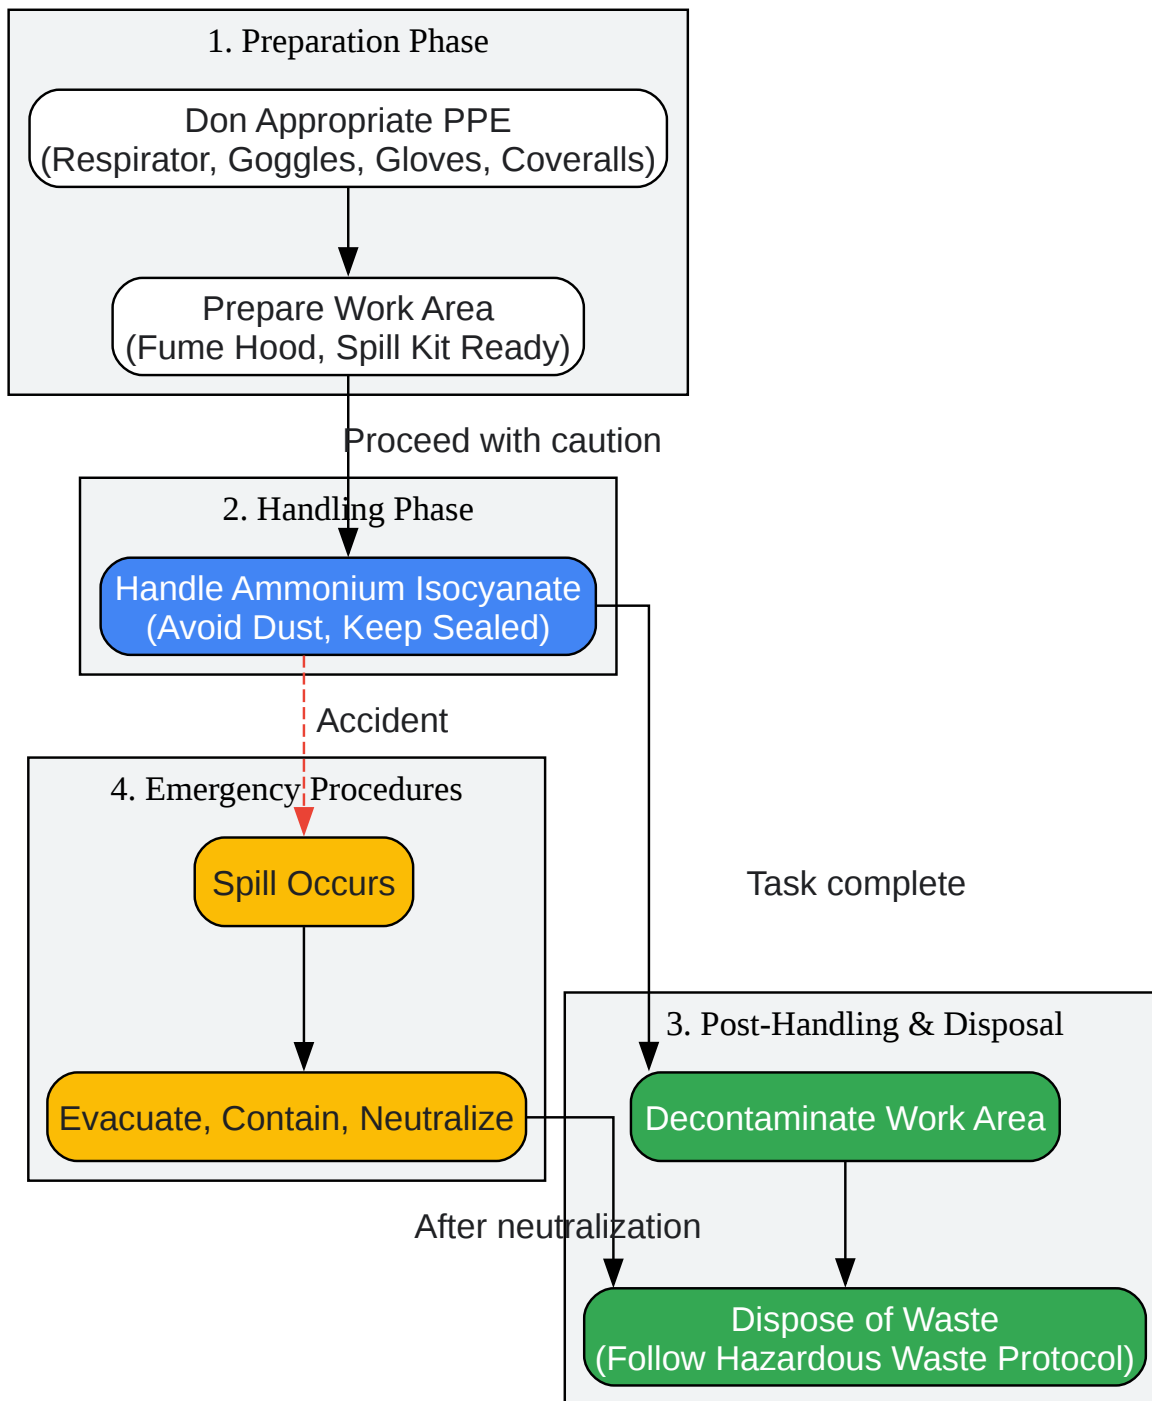 1. Preparation Phase
Don Appropriate PPE
(Respirator, Goggles, Gloves, Coveralls)
Prepare Work Area
(Fume Hood, Spill Kit Ready)
Proceed with caution
2. Handling Phase
Handle Ammonium Isocyanate
(Avoid Dust, Keep Sealed)
Accident
4. Emergency Procedures
Spill Occurs
Task complete
3. Post-Handling & Disposal
Evacuate, Contain, Neutralize
Decontaminate Work Area
After neutralization
Dispose of Waste
(Follow Hazardous Waste Protocol)